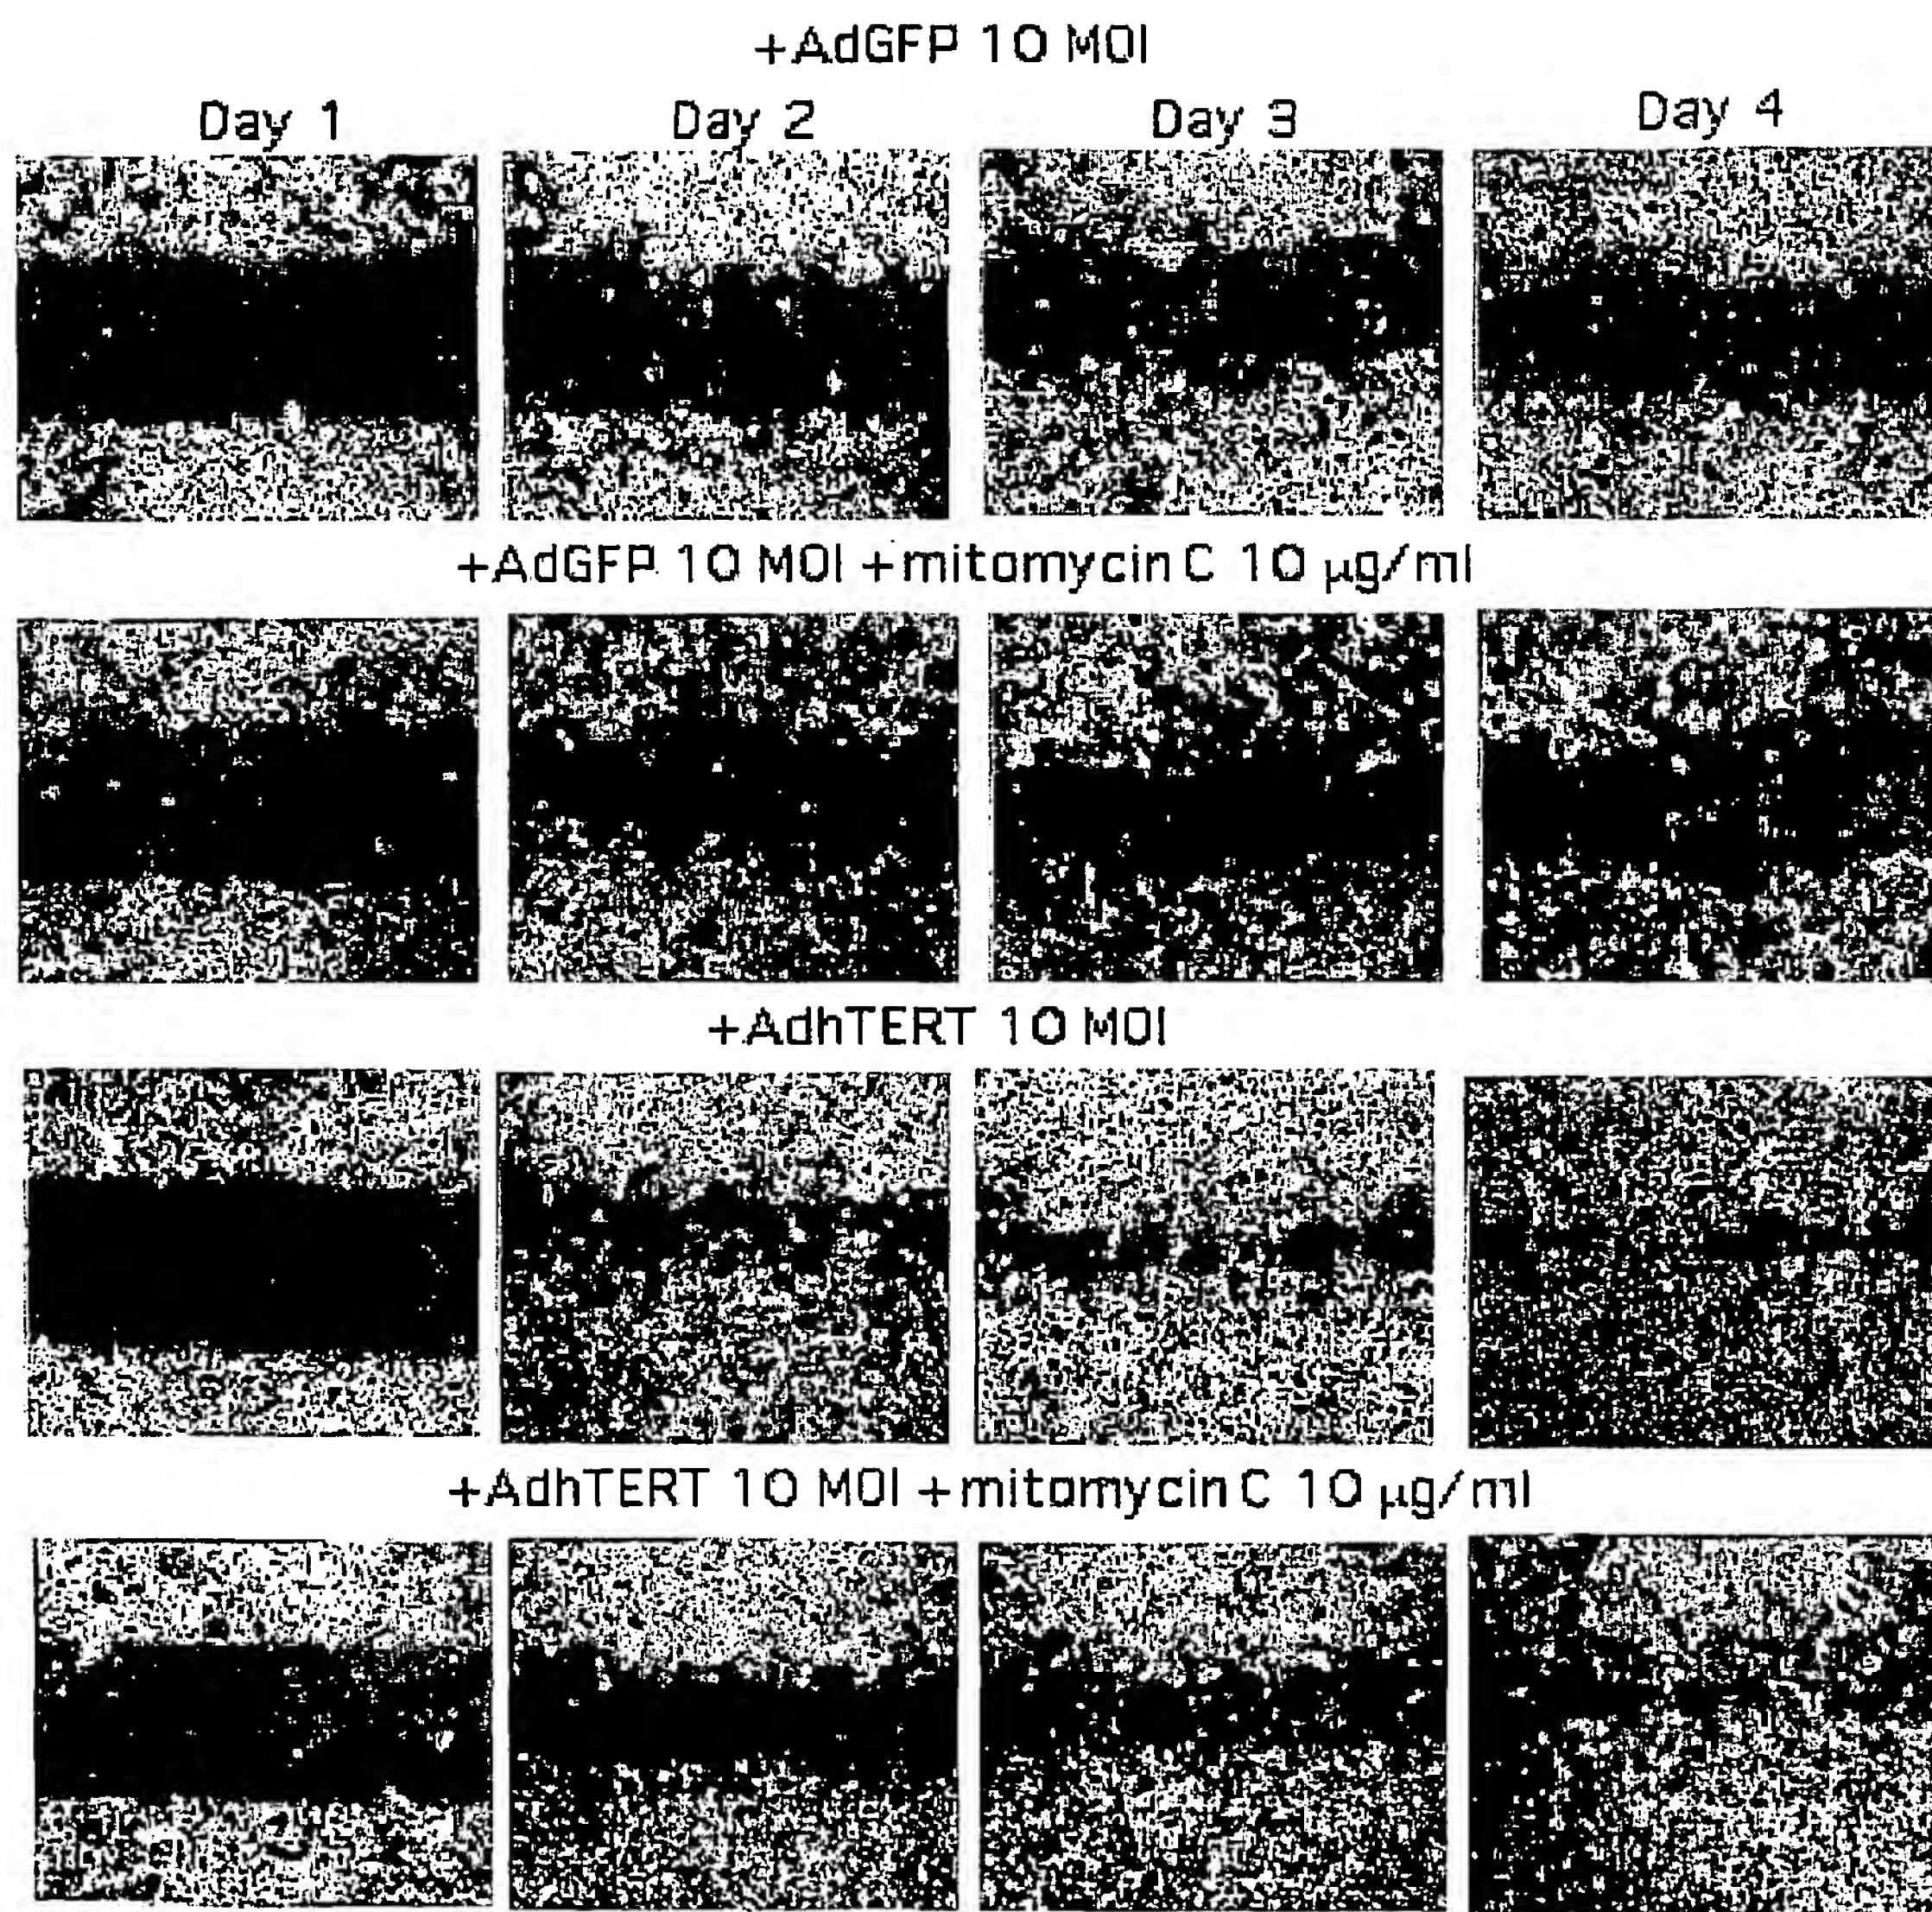 +AdGFP 10 MOI
Day 1 Day 2 Day 3 Day 4
+AdGFP 10 MOI +mitomycin C 10 µg/ml
+AdhTERT 10 MOI
+AdhTERT 10 MOI +mitomycin C 10 µg/ml